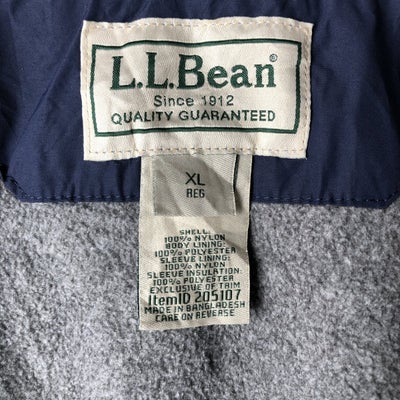 L.L.Bean®
Since 1912
QUALITY GUARANTEED
XL
REG
SHELL:
100% NYLON
BODY LINING:
100% POLYESTER
SLEEVE LINING:
100% NYLON
SLEEVE INSULATION:
100% POLYESTER
EXCLUSIVE OF TRIM
ItemID 205107
MADE IN BANGLADESH
CARE ON REVERSE